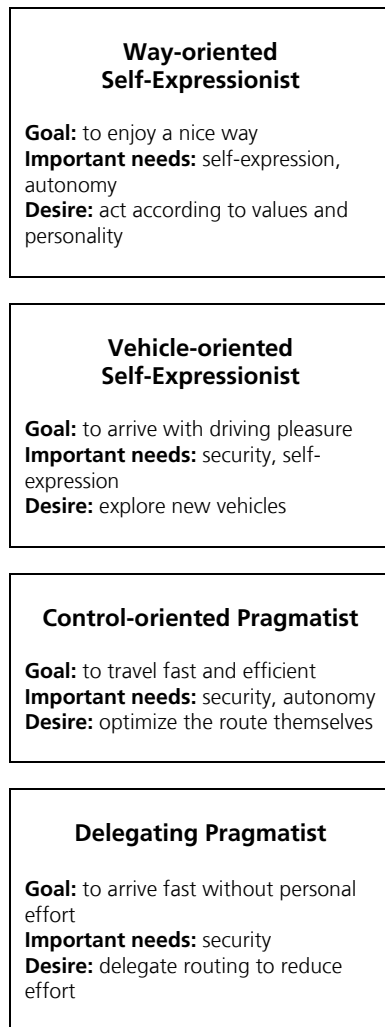 Way-oriented
Self-Expressionist
Goal: to enjoy a nice way
Important needs: self-expression,
autonomy
Desire: act according to values and
personality
Vehicle-oriented
Self-Expressionist
Goal: to arrive with driving pleasure
Important needs: security, self-
expression
Desire: explore new vehicles
Control-oriented Pragmatist
Goal: to travel fast and efficient
Important needs: security, autonomy
Desire: optimize the route themselves
Delegating Pragmatist
Goal: to arrive fast without personal
effort
Important needs: security
Desire: delegate routing to reduce
effort